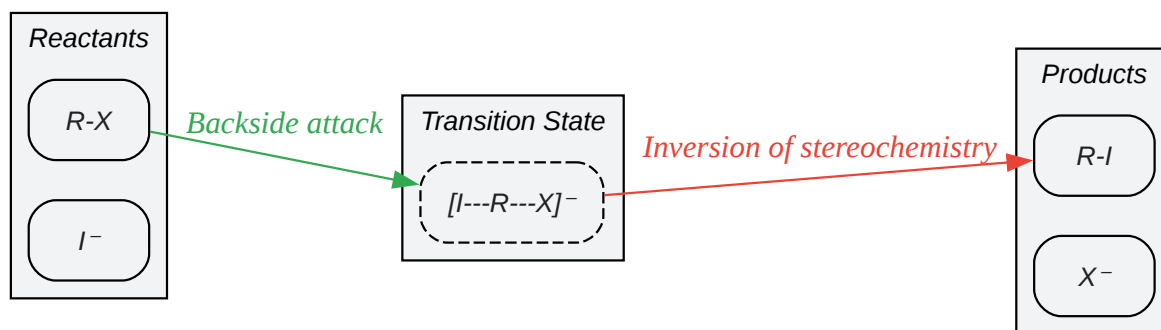 Reactants
R-X
I⁻
Backside attack
Transition State
[I---R---X]⁻
Inversion of stereochemistry
Products
R-I
X⁻